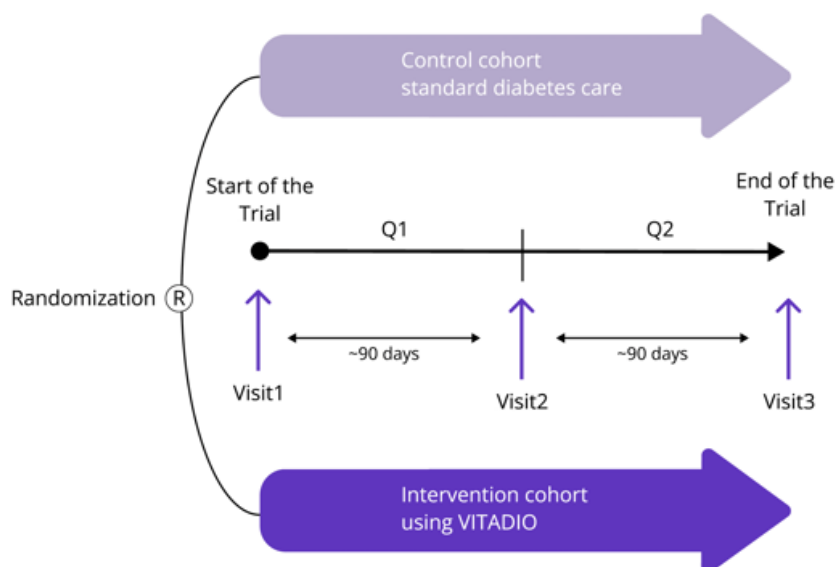 Control cohort
standard diabetes care
Start of the
Trial
End of the
Trial
Q1
Q2
Randomization R
~90 days
~90 days
Visit1
Visit2
Visit3
Intervention cohort
using VITADIO